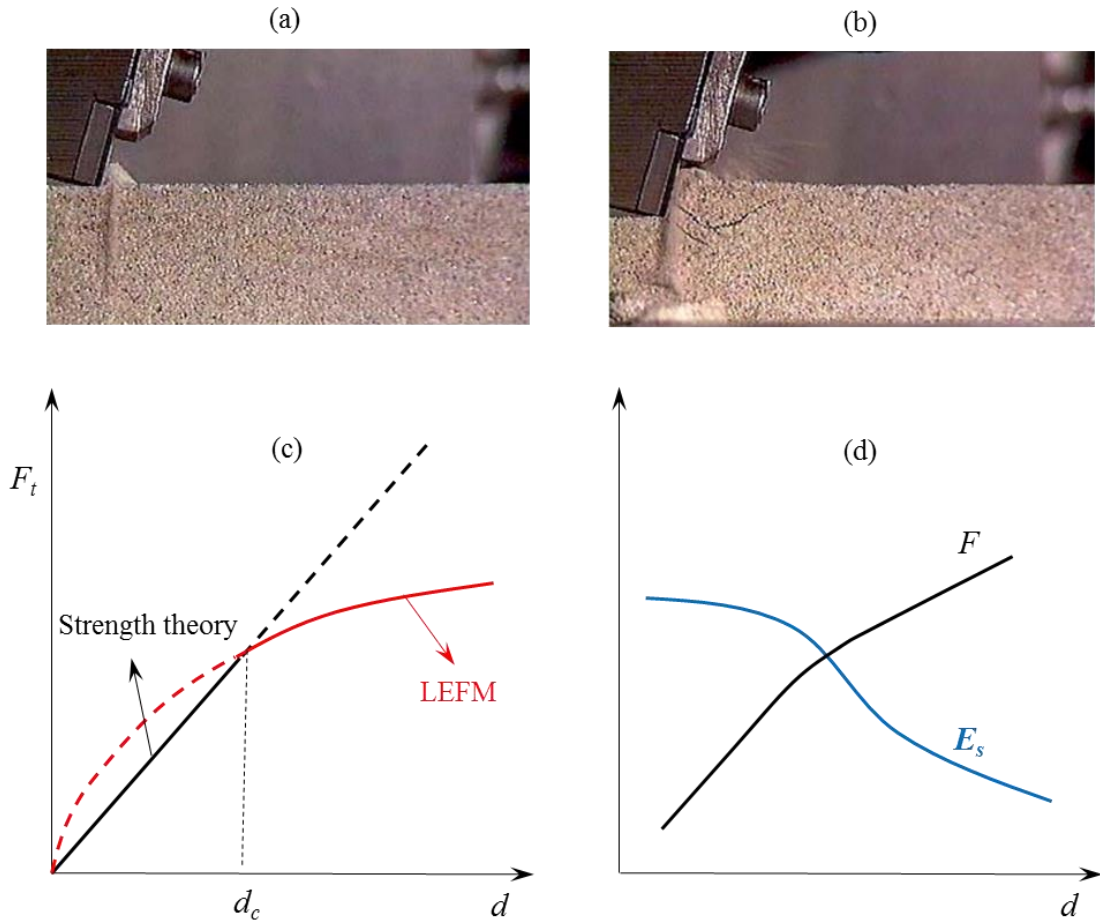 (a)
(b)
(c)
F_t
Strength theory
LEFM
d_c
d
(d)
F
E_s
d